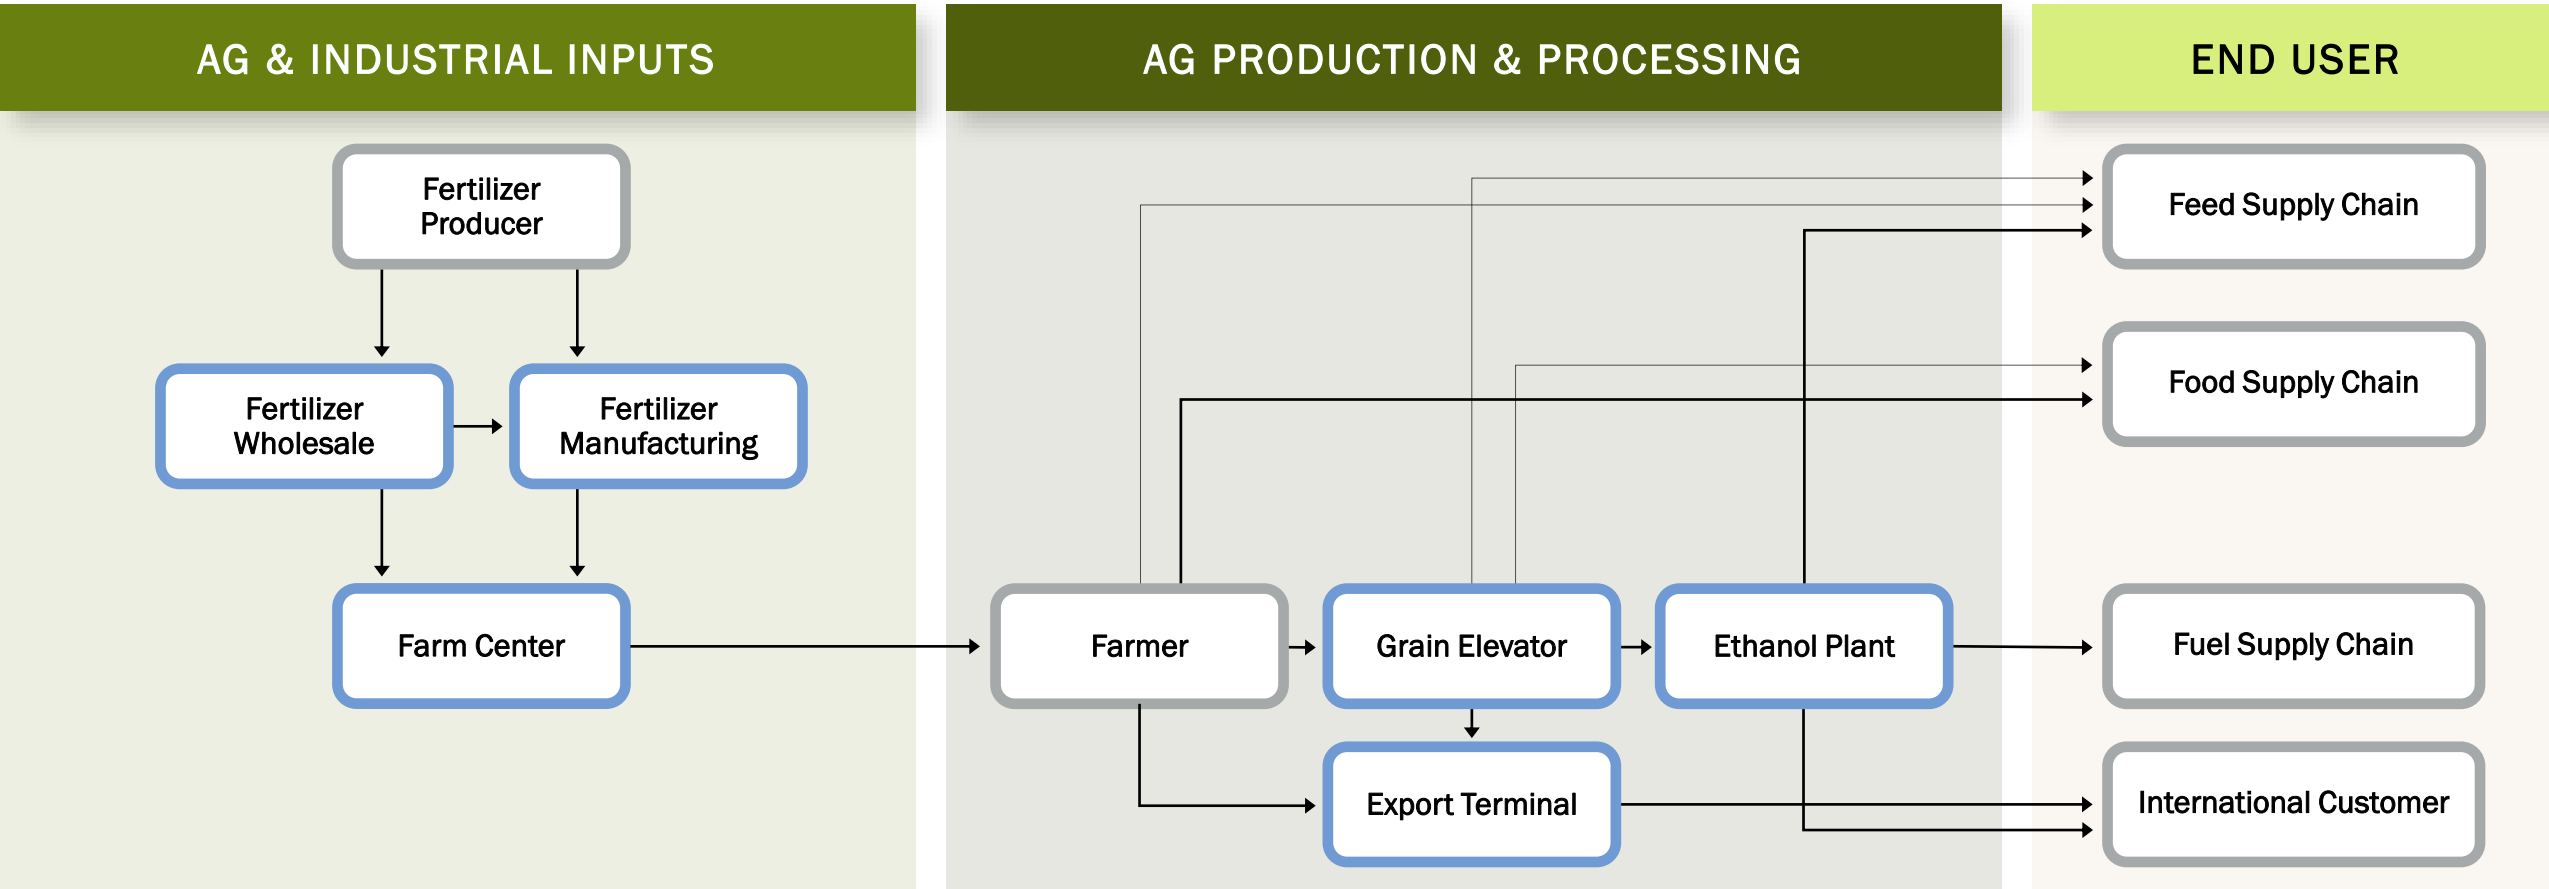 AG & INDUSTRIAL INPUTS
AG PRODUCTION & PROCESSING
END USER
Fertilizer
Producer
Fertilizer
Wholesale
Fertilizer
Manufacturing
Farm Center
Farmer
Grain Elevator
Ethanol Plant
Export Terminal
Feed Supply Chain
Food Supply Chain
Fuel Supply Chain
International Customer